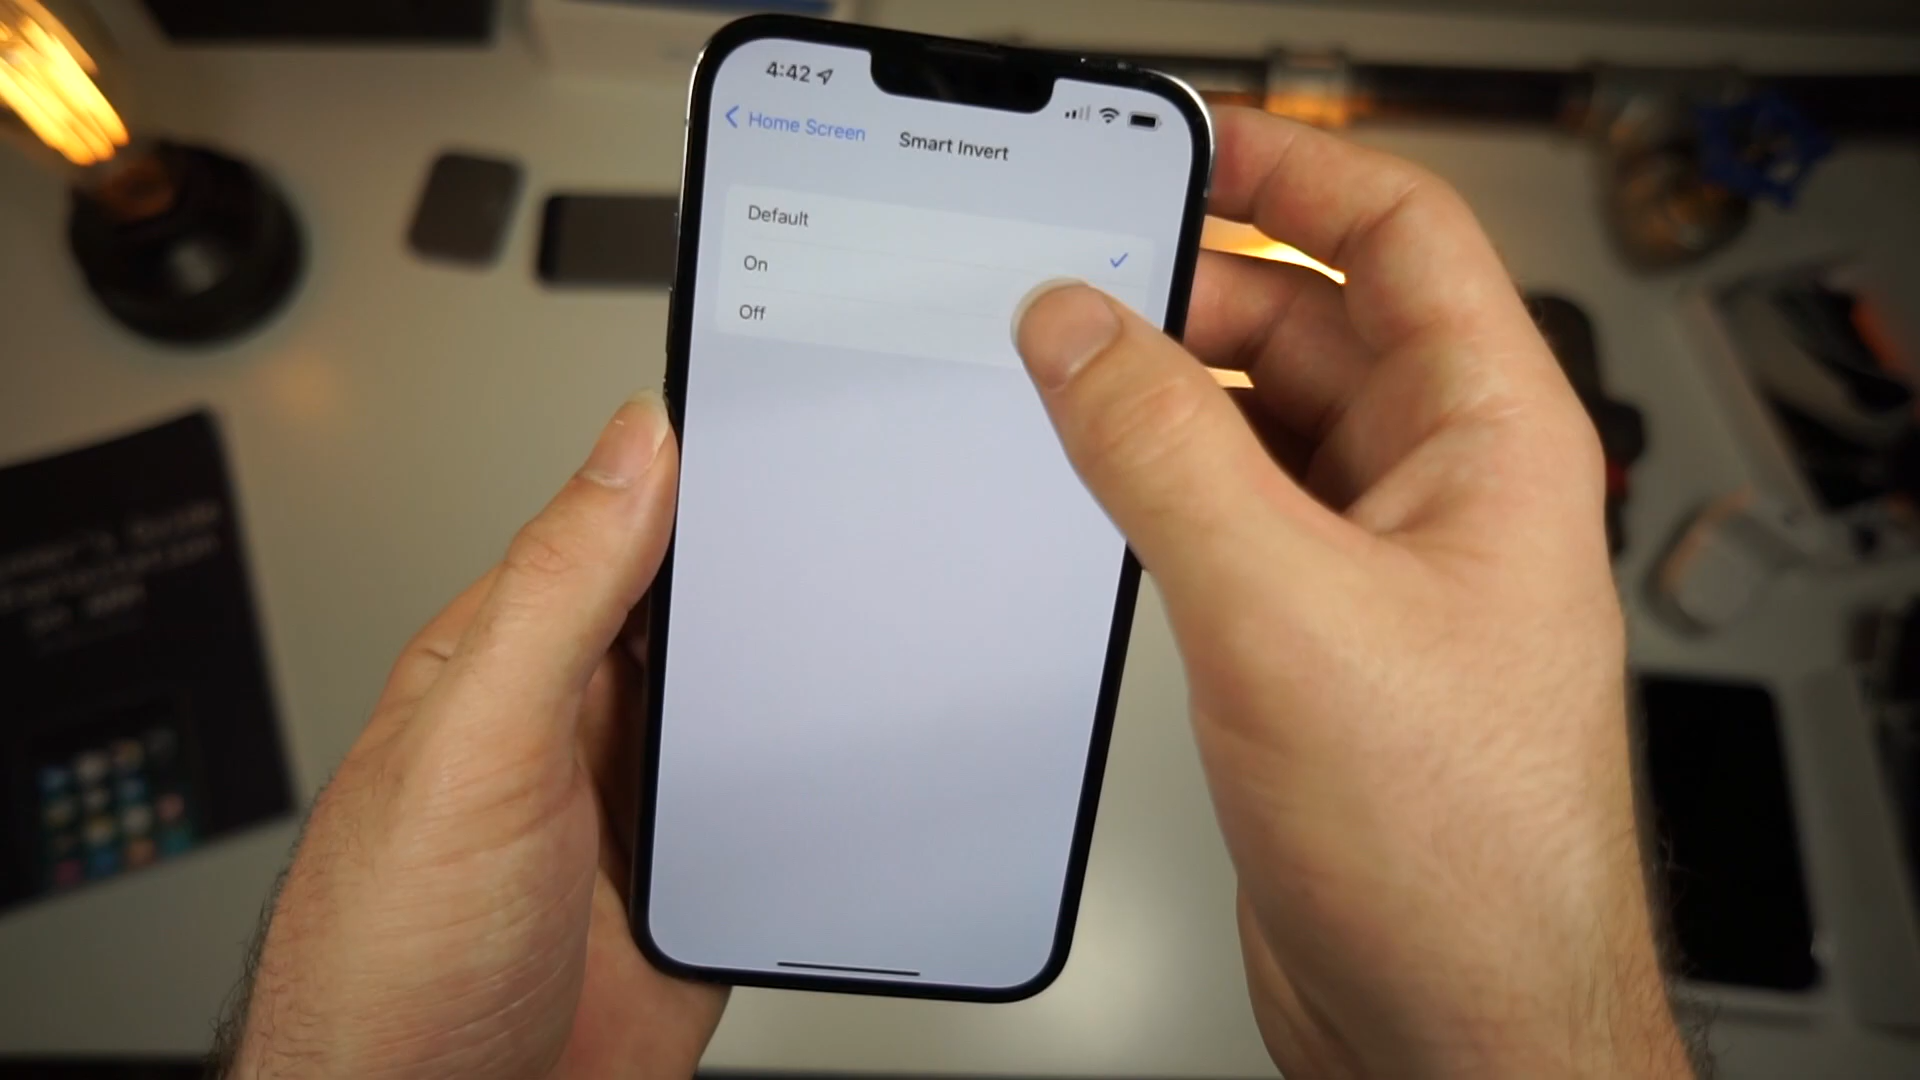 4:42
Home Screen
Smart Invert
Default
On
Off